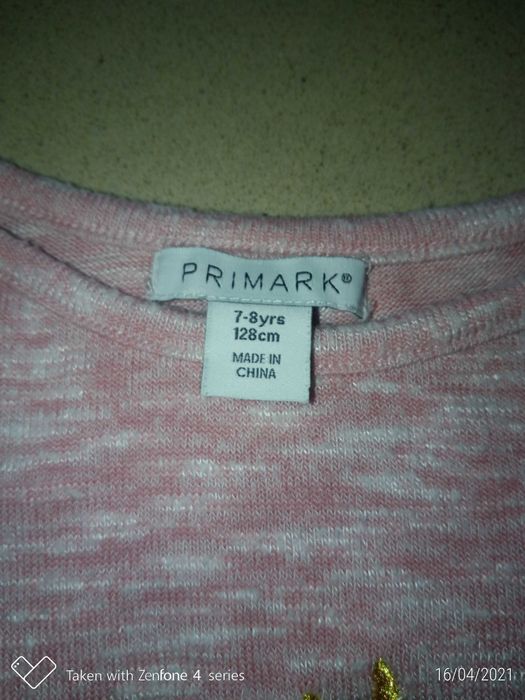 PRIMARK®
7-8yrs
128cm
MADE IN
CHINA
Taken with Zenfone 4 series
16/04/2021